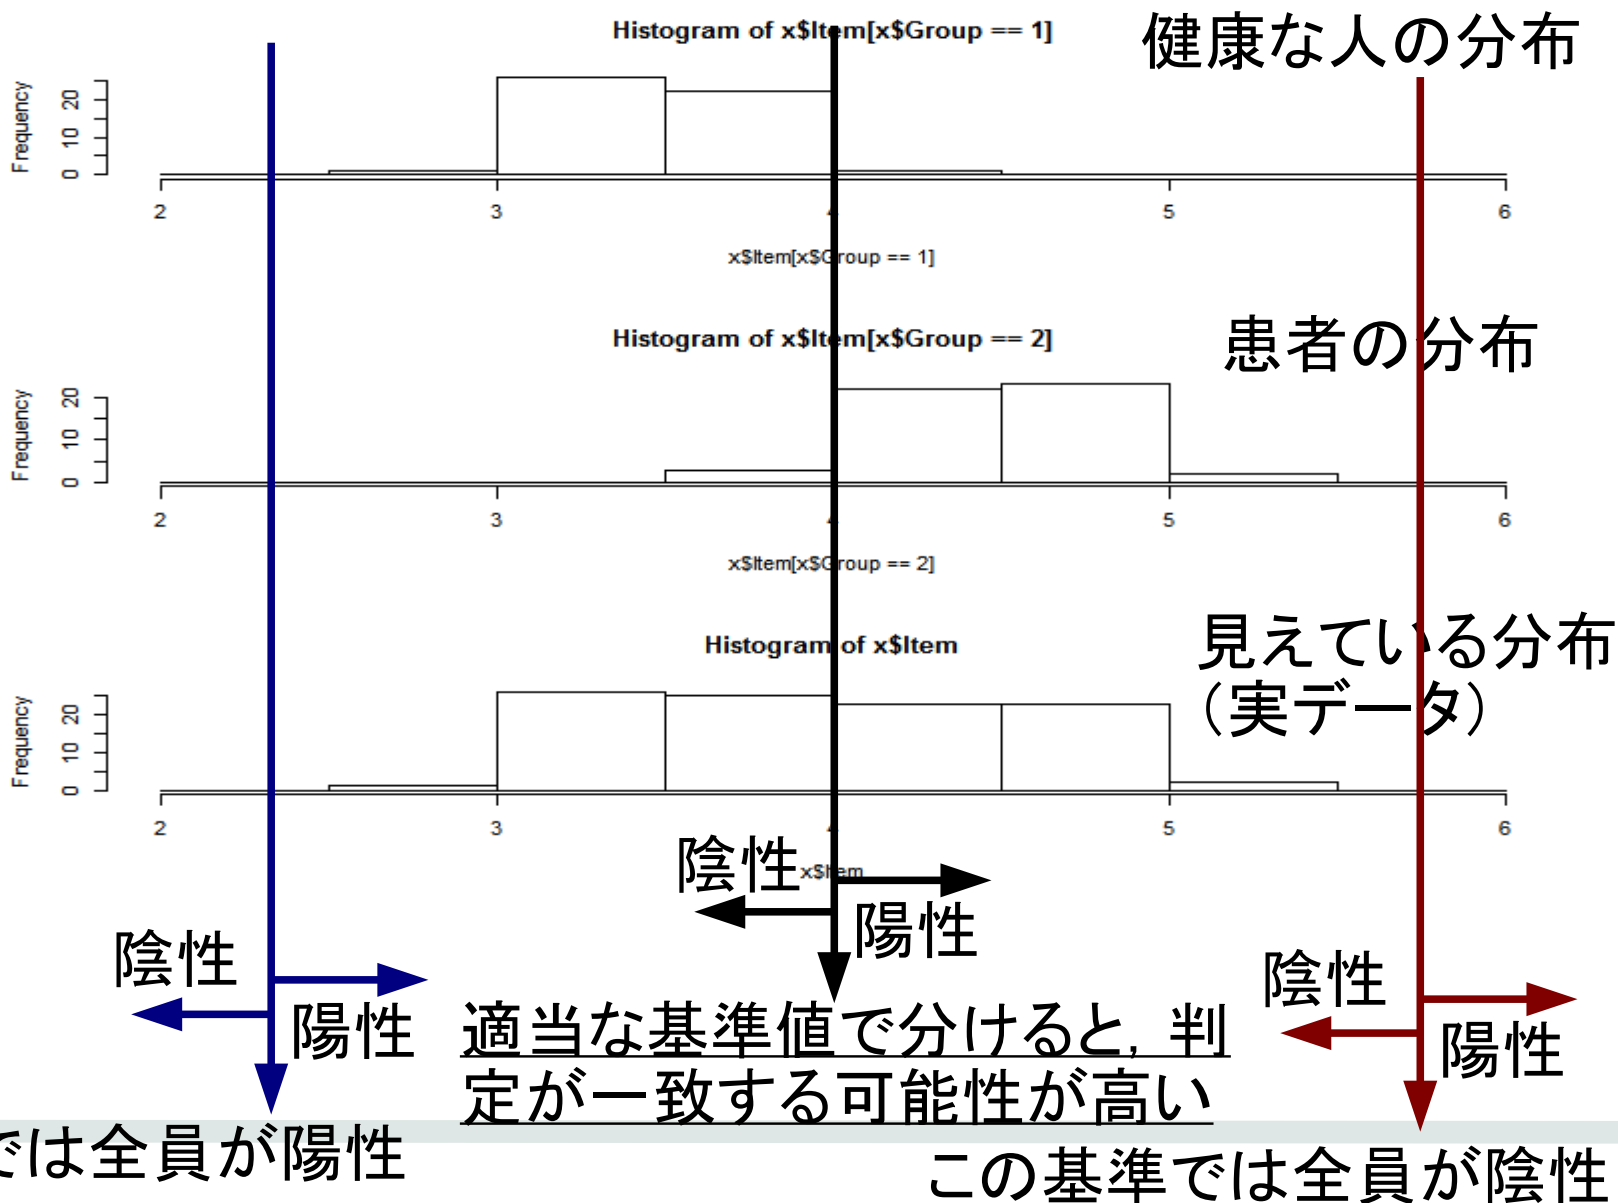 Histogram of x$Item[x$Group == 1]
健康な人の分布
Frequency
0 10 20
2 3 4 5 6
x$Item[x$Group == 1]
Histogram of x$Item[x$Group == 2]
患者の分布
Frequency
0 10 20
2 3 4 5 6
x$Item[x$Group == 2]
Histogram of x$Item
見えている分布
（実データ）
Frequency
0 10 20
2 3 4 5 6
x$Item
陰性
陽性
陰性
陽性
陰性
陽性
適当な基準値で分けると，判
定が一致する可能性が高い
では全員が陽性
この基準では全員が陰性